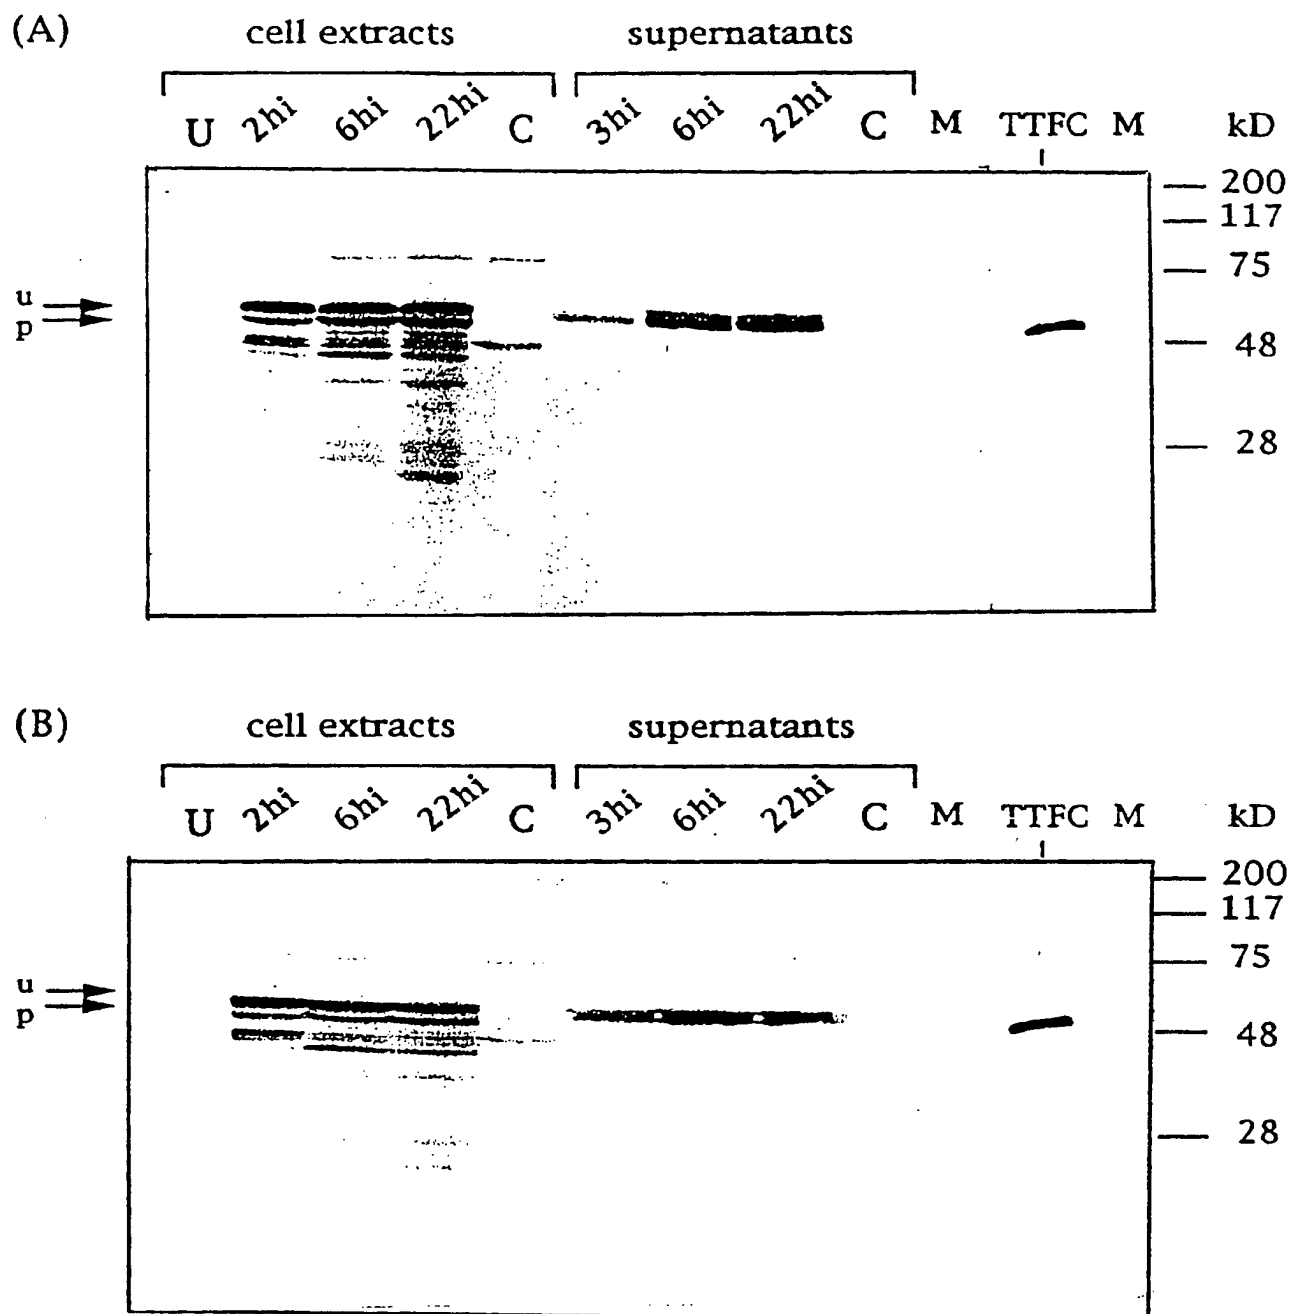 (A) cell extracts supernatants
U 2hi 6hi 22hi C 3hi 6hi 22hi C M TTFC M kD
200
117
75
u
p
48
28
(B) cell extracts supernatants
U 2hi 6hi 22hi C 3hi 6hi 22hi C M TTFC M kD
200
117
75
u
p
48
28